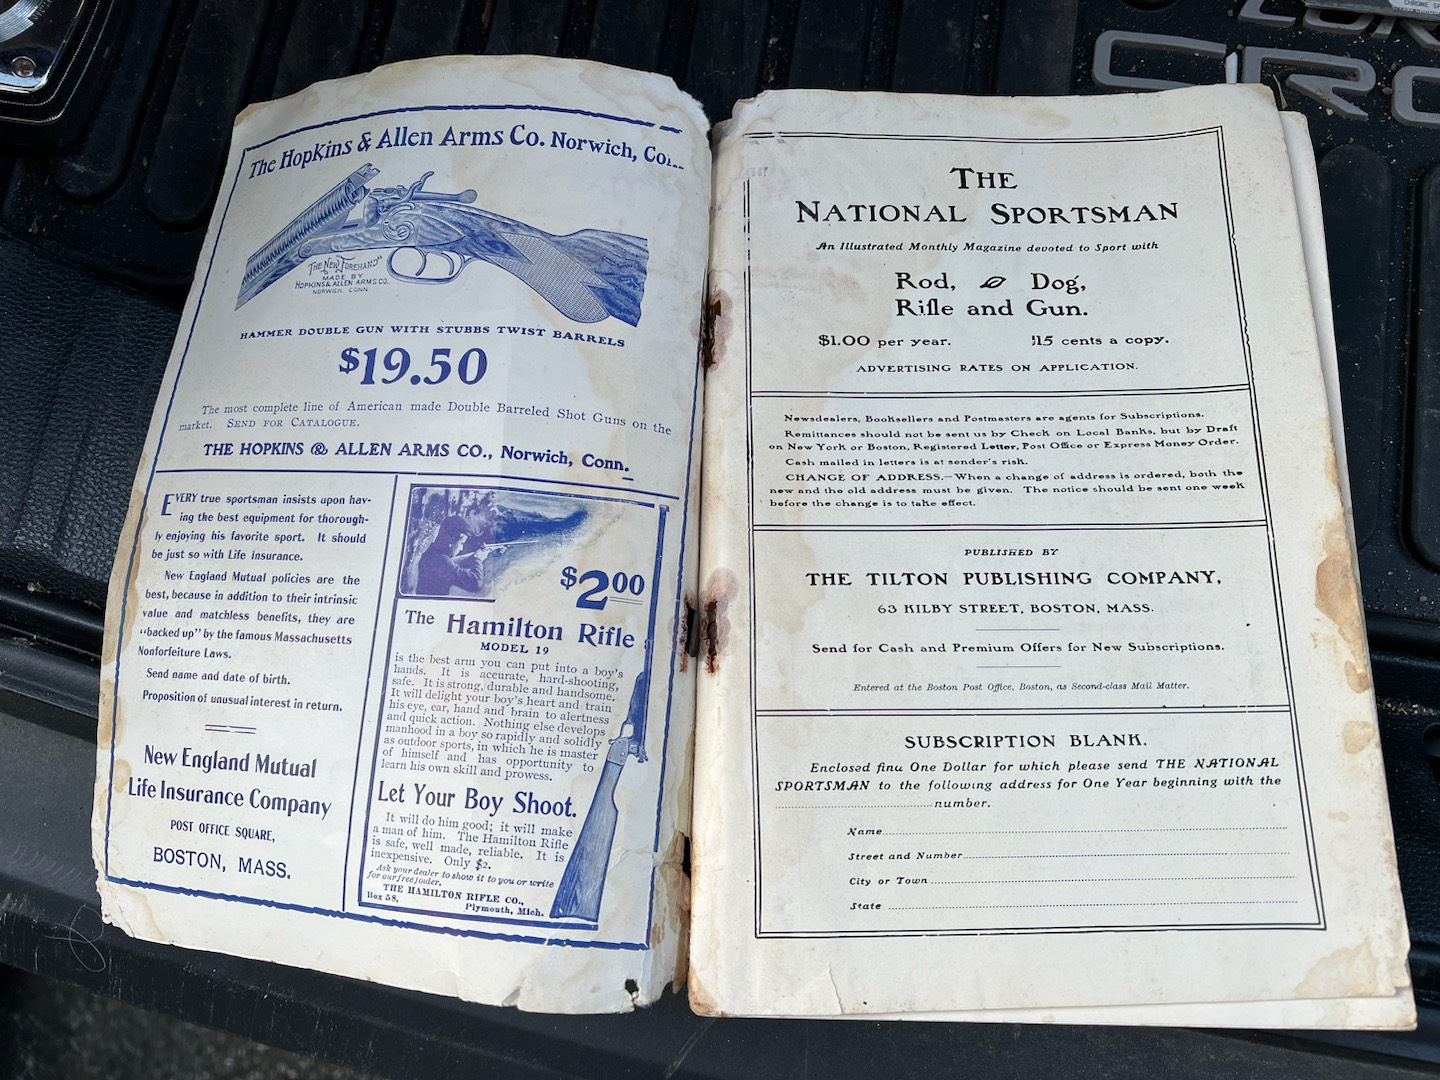 The Hopkins & Allen Arms Co. Norwich, Co
"THE NEW FOREHAND"
MADE BY
HOPKINS & ALLEN ARMS CO.
NORWICH, CONN
HAMMER DOUBLE GUN WITH STUBBS TWIST BARRELS
$19.50
The most complete line of American made Double Barreled Shot Guns on the
market. SEND FOR CATALOGUE.
THE HOPKINS & ALLEN ARMS CO., Norwich, Conn.
EVERY true sportsman insists upon hav-
ing the best equipment for thorough-
ly enjoying his favorite sport. It should
be just so with Life Insurance.
New England Mutual policies are the
best, because in addition to their intrinsic
value and matchless benefits, they are
"backed up" by the famous Massachusetts
Nonforfeiture Laws.
Send name and date of birth.
Proposition of unusual interest in return.
New England Mutual
Life Insurance Company
POST OFFICE SQUARE,
BOSTON, MASS.
$2.00
The Hamilton Rifle
MODEL 19
is the best arm you can put into a boy's
hands. It is accurate, hard-shooting,
safe. It is strong, durable and handsome.
It will delight your boy's heart and train
his eye, ear, hand and brain to alertness
and quick action. Nothing else develops
manhood in a boy so rapidly and solidly
as outdoor sports, in which he is master
of himself and has opportunity to
learn his own skill and prowess.
Let Your Boy Shoot.
It will do him good; it will make
a man of him. The Hamilton Rifle
is safe, well made, reliable. It is
inexpensive. Only $2.
Ask your dealer to show it to you or write
for our free folder.
THE HAMILTON RIFLE CO.,
Box 58, Plymouth, Mich.
THE
NATIONAL SPORTSMAN
An Illustrated Monthly Magazine devoted to Sport with
Rod, Dog,
Rifle and Gun.
$1.00 per year. 15 cents a copy.
ADVERTISING RATES ON APPLICATION.
Newsdealers, Booksellers and Postmasters are agents for Subscriptions.
Remittances should not be sent us by Check on Local Banks, but by Draft
on New York or Boston, Registered Letter, Post Office or Express Money Order.
Cash mailed in letters is at sender's risk.
CHANGE OF ADDRESS.—When a change of address is ordered, both the
new and the old address must be given. The notice should be sent one week
before the change is to take effect.
PUBLISHED BY
THE TILTON PUBLISHING COMPANY,
63 KILBY STREET, BOSTON, MASS.
Send for Cash and Premium Offers for New Subscriptions.
Entered at the Boston Post Office, Boston, as Second-class Mail Matter.
SUBSCRIPTION BLANK.
Enclosed find One Dollar for which please send THE NATIONAL
SPORTSMAN to the following address for One Year beginning with the
number.
Name
Street and Number
City or Town
State